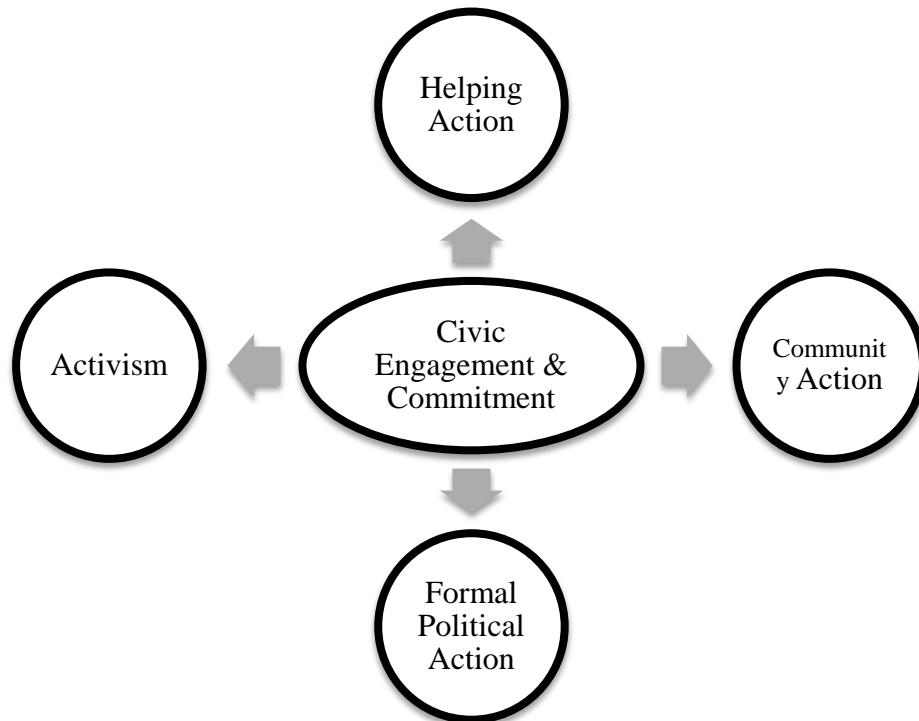 Helping
Action
Activism
Civic
Engagement &
Commitment
Communit
y Action
Formal
Political
Action